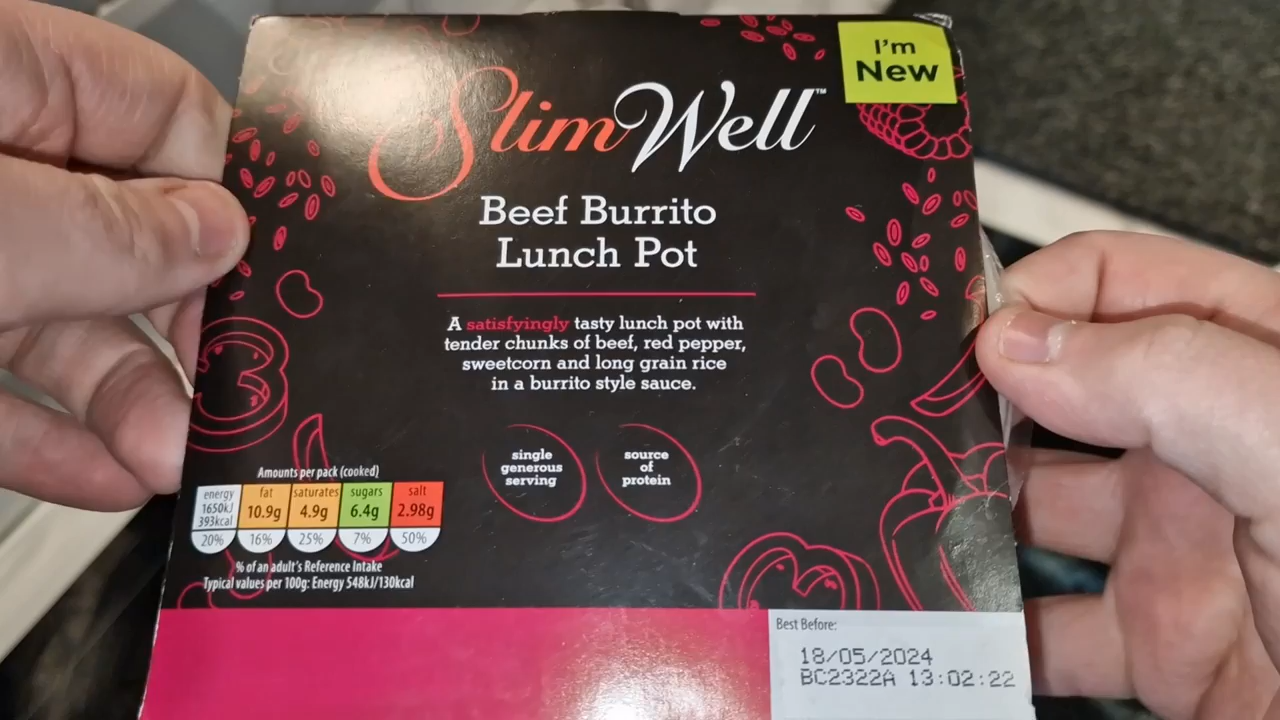 I'm
New
SlimWell™
Beef Burrito
Lunch Pot
A satisfyingly tasty lunch pot with
tender chunks of beef, red pepper,
sweetcorn and long grain rice
in a burrito style sauce.
single
generous
serving
source
of
protein
Amounts per pack (cooked)
energy fat saturates sugars salt
1650kJ
393kcal 10.9g 4.9g 6.4g 2.98g
20% 16% 25% 7% 50%
% of an adult's Reference Intake
Typical values per 100g: Energy 548kJ/130kcal
Best Before:
18/05/2024
BC2322A 13:02:22